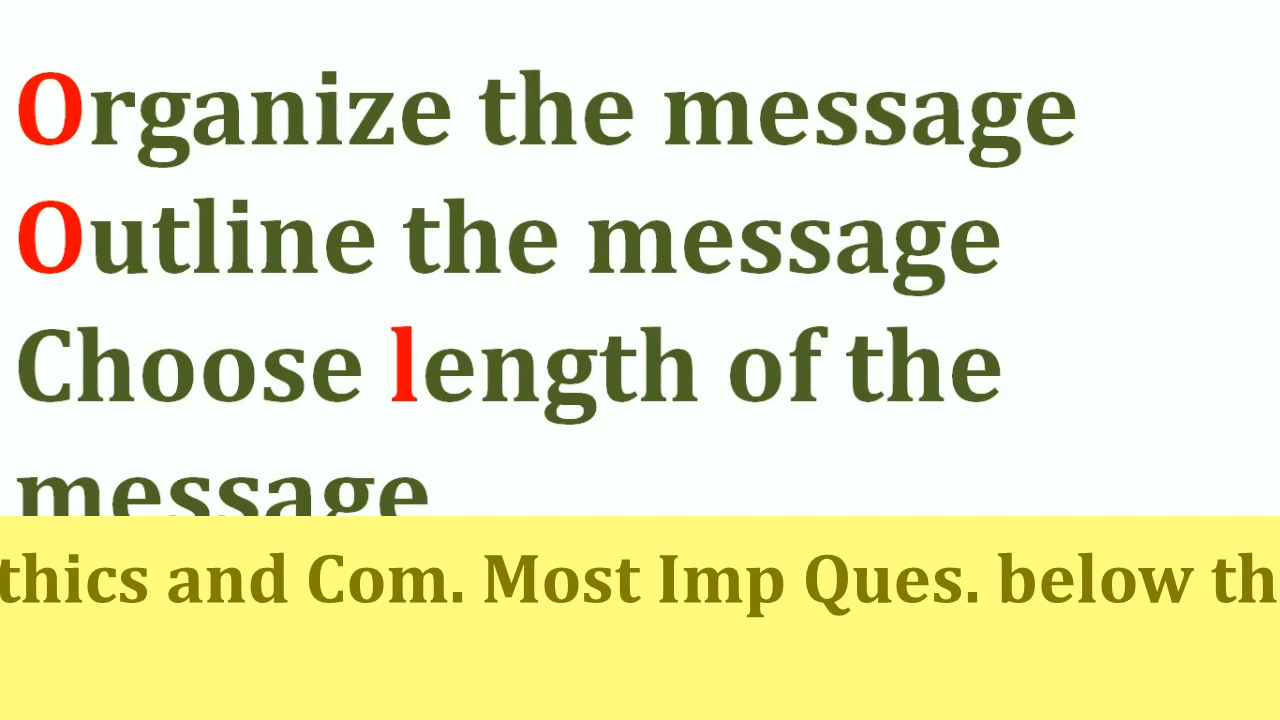 Organize the message
Outline the message
Choose length of the
message
thics and Com. Most Imp Ques. below th